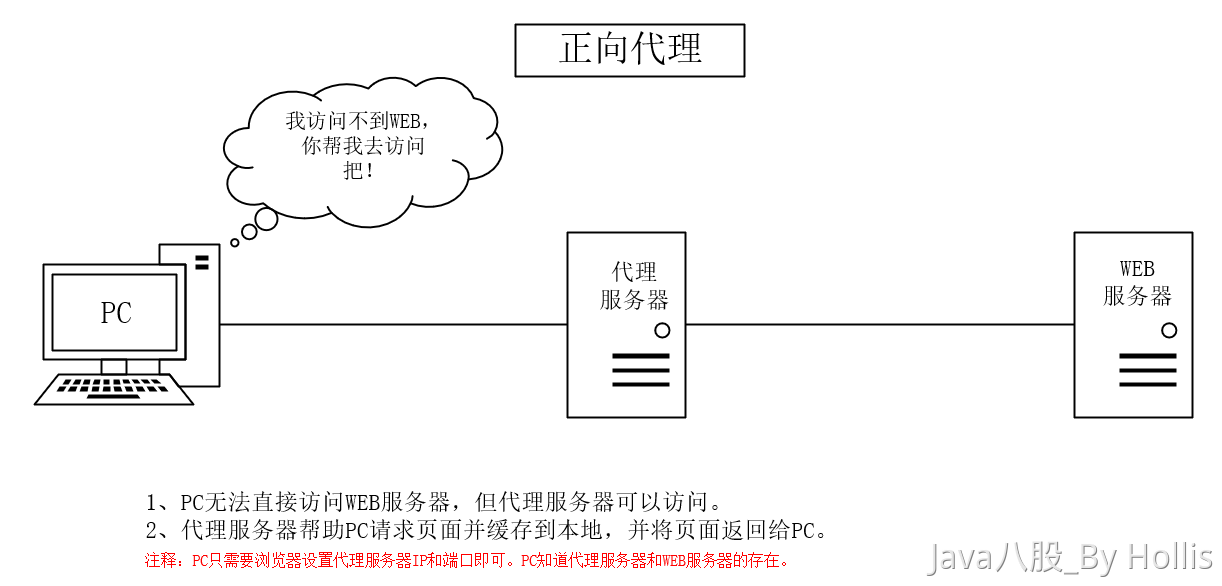 正向代理
我访问不到WEB,
你帮我去访问
把!
PC
代理
服务器
WEB
服务器
1、PC无法直接访问WEB服务器，但代理服务器可以访问。
2、代理服务器帮助PC请求页面并缓存到本地，并将页面返回给PC。
注释：PC只需要浏览器设置代理服务器IP和端口即可。PC知道代理服务器和WEB服务器的存在。
Java八股_By Hollis